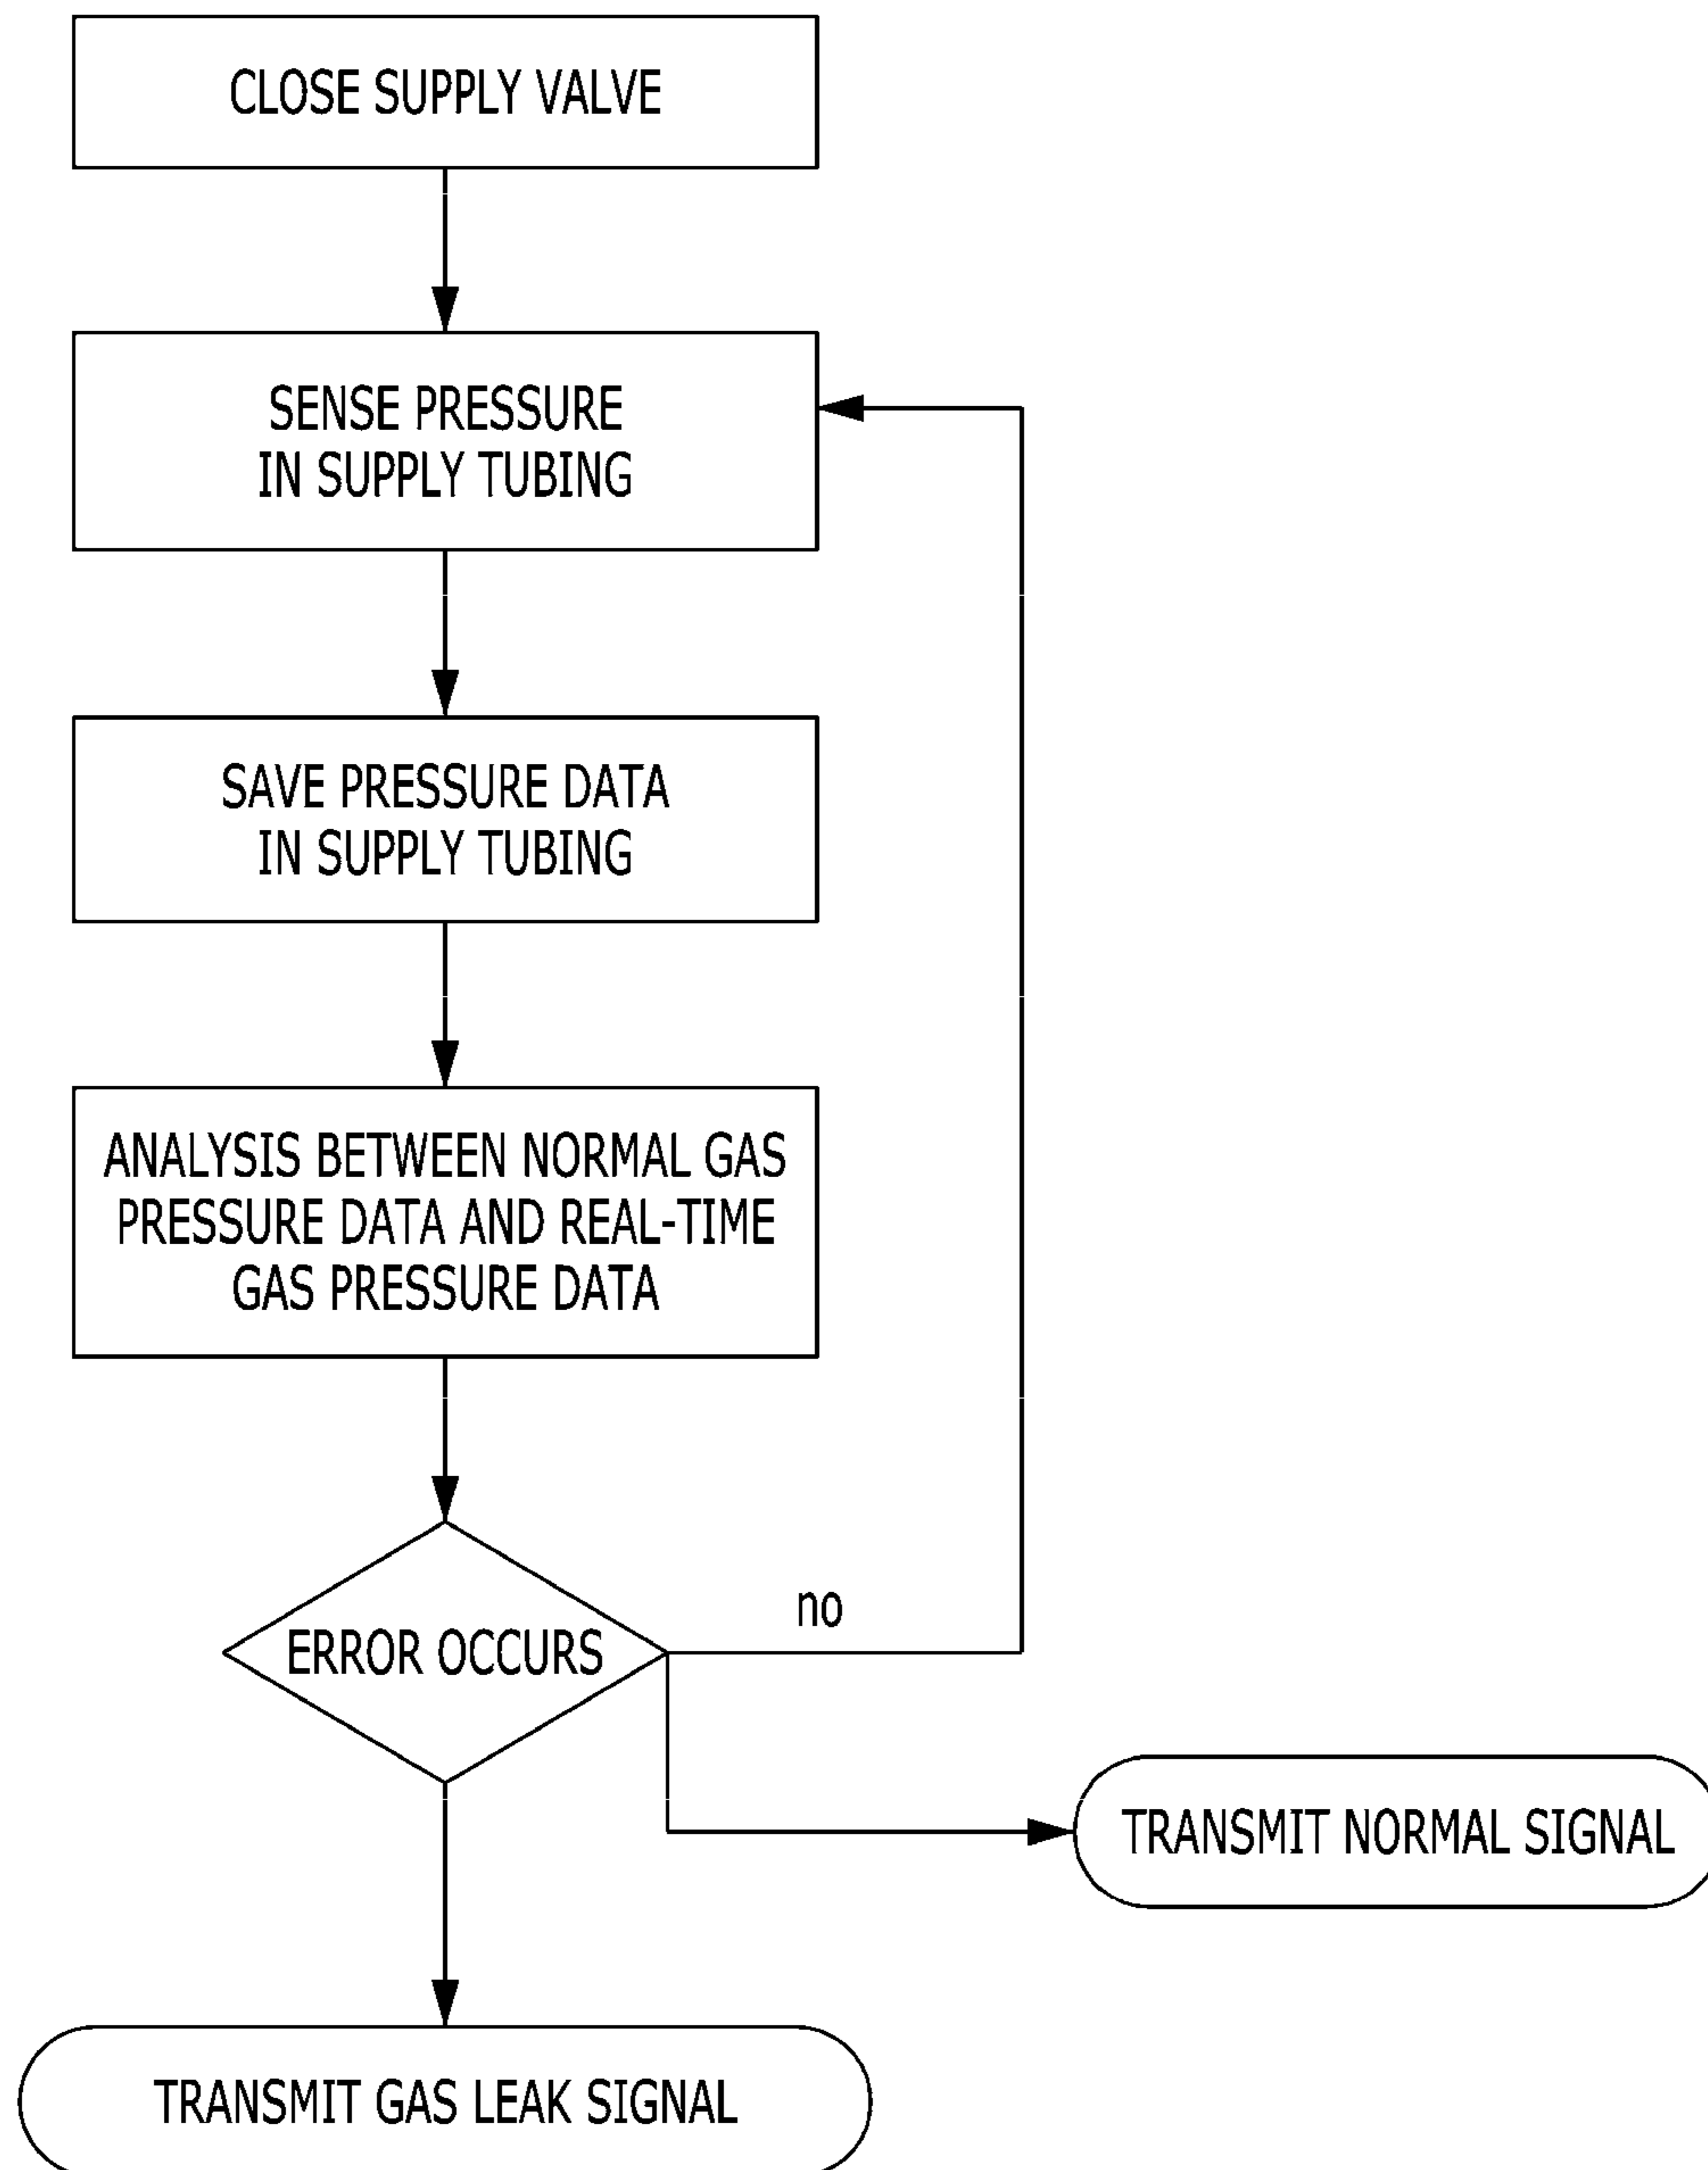 CLOSE SUPPLY VALVE
SENSE PRESSURE
IN SUPPLY TUBING
SAVE PRESSURE DATA
IN SUPPLY TUBING
ANALYSIS BETWEEN NORMAL GAS
PRESSURE DATA AND REAL-TIME
GAS PRESSURE DATA
no
ERROR OCCURS
TRANSMIT NORMAL SIGNAL
TRANSMIT GAS LEAK SIGNAL